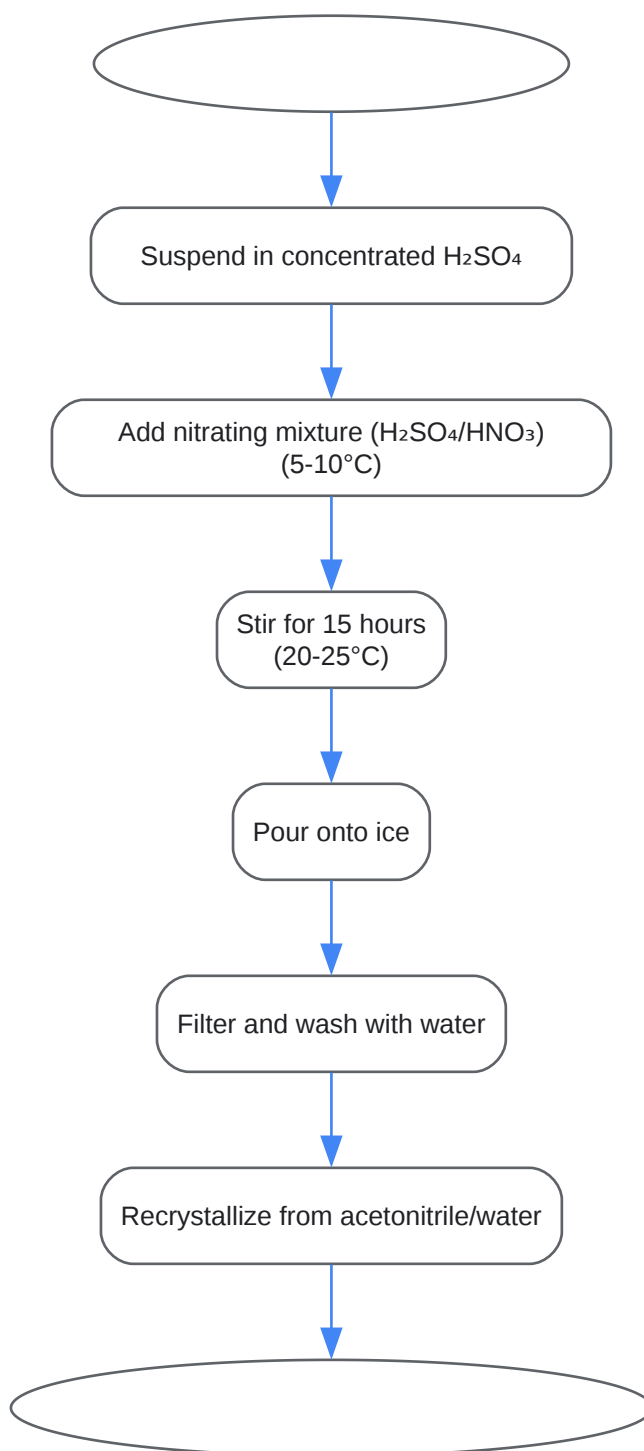 Suspend in concentrated H₂SO₄
Add nitrating mixture (H₂SO₄/HNO₃)
(5-10°C)
Stir for 15 hours
(20-25°C)
Pour onto ice
Filter and wash with water
Recrystallize from acetonitrile/water